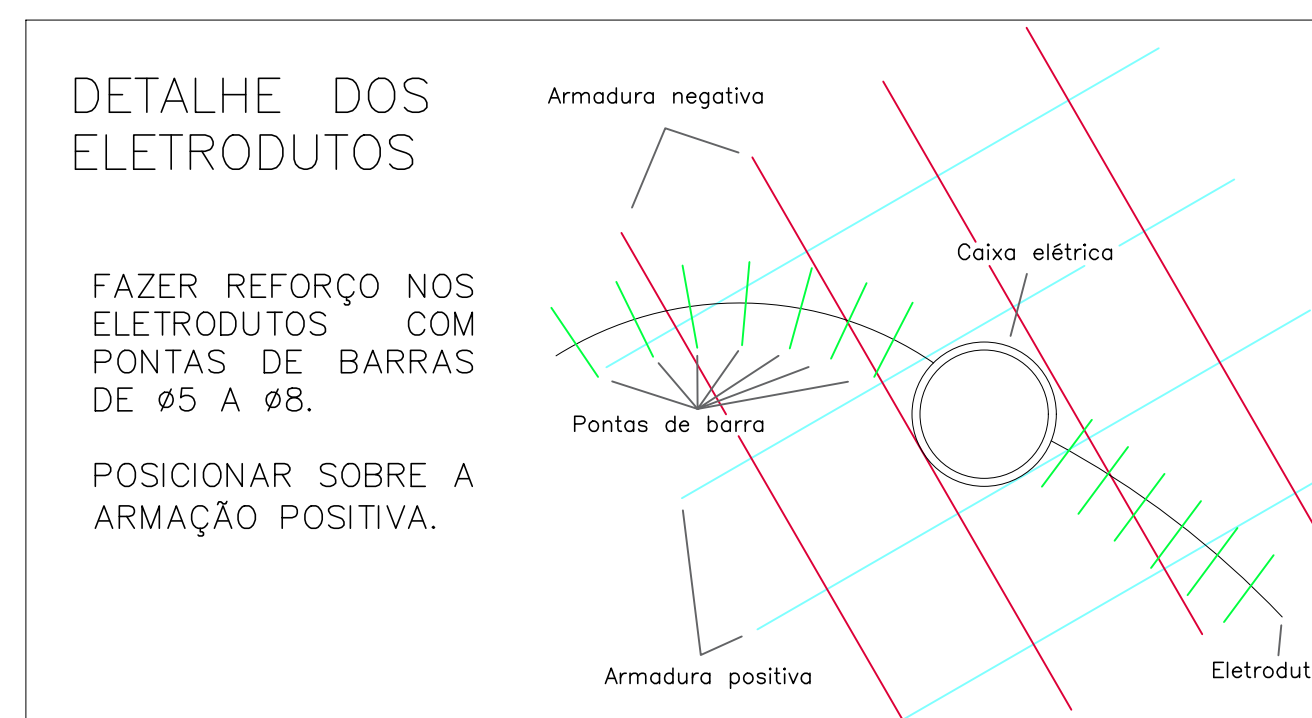 DETALHE DOS
ELETRODUTOS
Armadura negativa
Caixa elétrica
FAZER REFORÇO NOS
ELETRODUTOS COM
PONTAS DE BARRAS
DE ø5 A ø8.
Pontas de barra
POSICIONAR SOBRE A
ARMAÇÃO POSITIVA.
Armadura positiva
Eletrodut